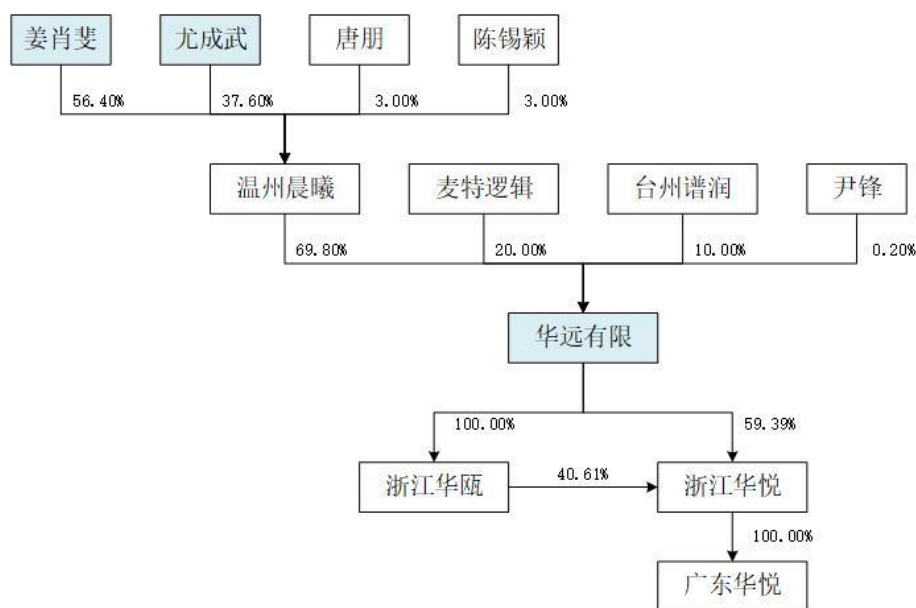 姜肖斐
尤成武
唐朋
陈锡颖
56.40%
37.60%
3.00%
3.00%
温州晨曦
麦特逻辑
台州谱润
尹锋
69.80%
20.00%
10.00%
0.20%
华远有限
100.00%
59.39%
浙江华瓯
40.61%
浙江华悦
100.00%
广东华悦